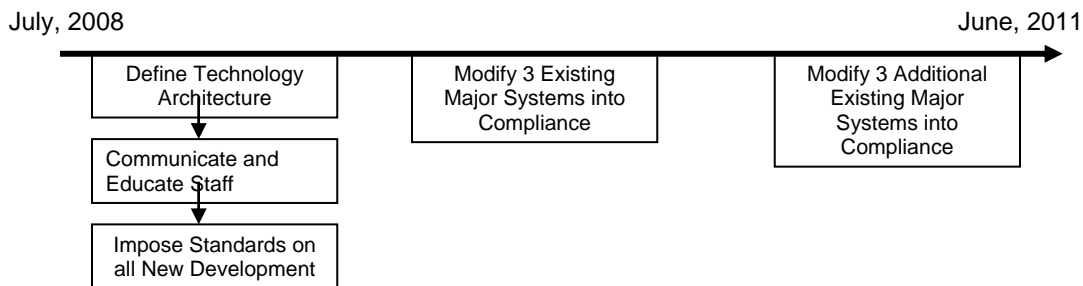 July, 2008
June, 2011
Define Technology
Architecture
Communicate and
Educate Staff
Impose Standards on
all New Development
Modify 3 Existing
Major Systems into
Compliance
Modify 3 Additional
Existing Major
Systems into
Compliance